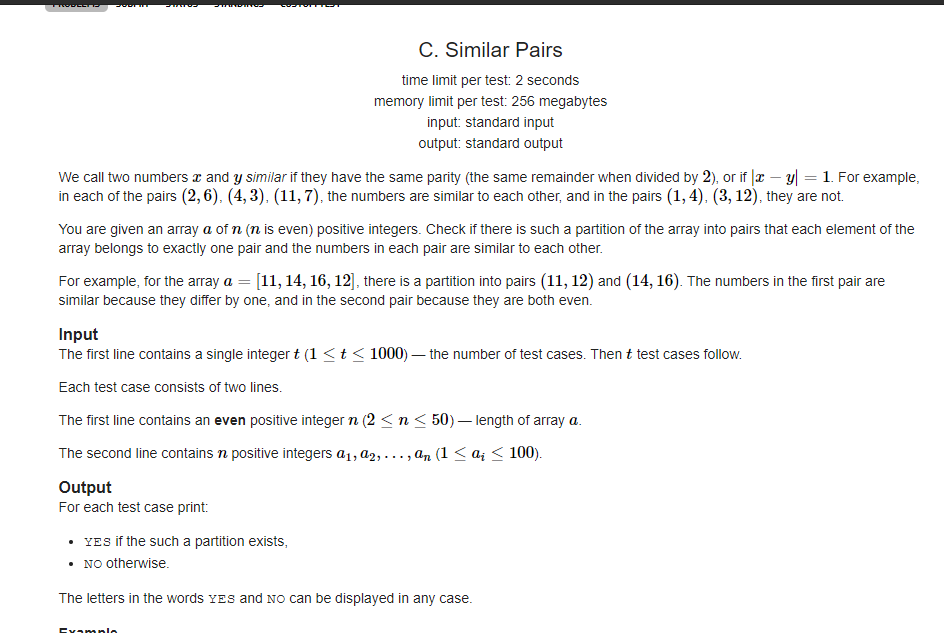 PROBLEMS SUBMIT STATUS STANDINGS CUSTOM TEST
C. Similar Pairs
time limit per test: 2 seconds
memory limit per test: 256 megabytes
input: standard input
output: standard output
We call two numbers x and y similar if they have the same parity (the same remainder when divided by 2), or if |x − y| = 1. For example,
in each of the pairs (2, 6), (4, 3), (11, 7), the numbers are similar to each other, and in the pairs (1, 4), (3, 12), they are not.
You are given an array a of n (n is even) positive integers. Check if there is such a partition of the array into pairs that each element of the
array belongs to exactly one pair and the numbers in each pair are similar to each other.
For example, for the array a = [11, 14, 16, 12], there is a partition into pairs (11, 12) and (14, 16). The numbers in the first pair are
similar because they differ by one, and in the second pair because they are both even.
Input
The first line contains a single integer t (1 ≤ t ≤ 1000) — the number of test cases. Then t test cases follow.
Each test case consists of two lines.
The first line contains an even positive integer n (2 ≤ n ≤ 50) — length of array a.
The second line contains n positive integers a₁, a₂, . . . , aₙ (1 ≤ aᵢ ≤ 100).
Output
For each test case print:
• YES if the such a partition exists,
• NO otherwise.
The letters in the words YES and NO can be displayed in any case.
Example